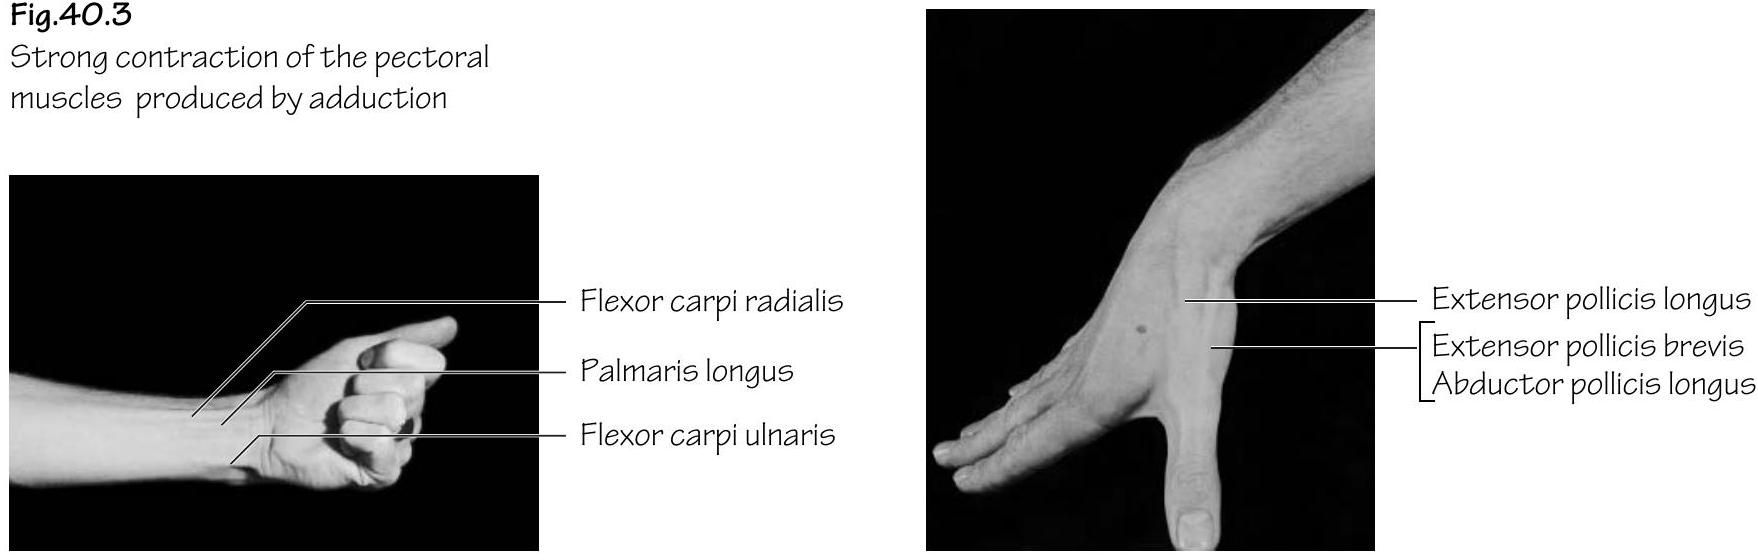 Fig.40.3
Strong contraction of the pectoral
muscles produced by adduction
Flexor carpi radialis
Palmaris longus
Flexor carpi ulnaris
Extensor pollicis longus
Extensor pollicis brevis
Abductor pollicis longus